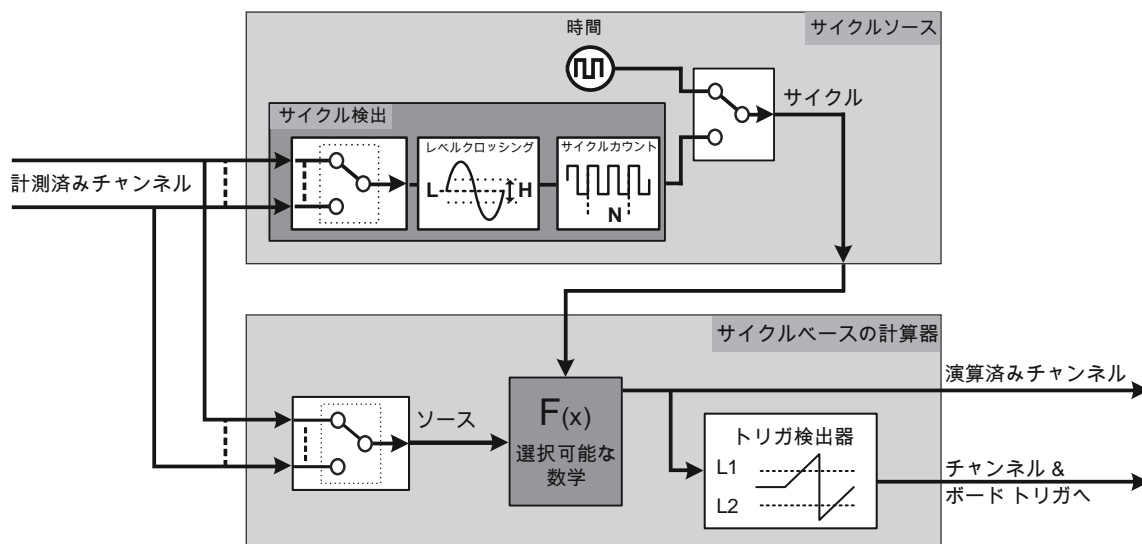 サイクルソース
時間
サイクル
サイクル検出
レベルクロッシング
サイクルカウント
L
H
N
計測済みチャンネル
サイクルベースの計算器
ソース
F(x)
選択可能な
数学
演算済みチャンネル
トリガ検出器
L1
L2
チャンネル &
ボード トリガへ